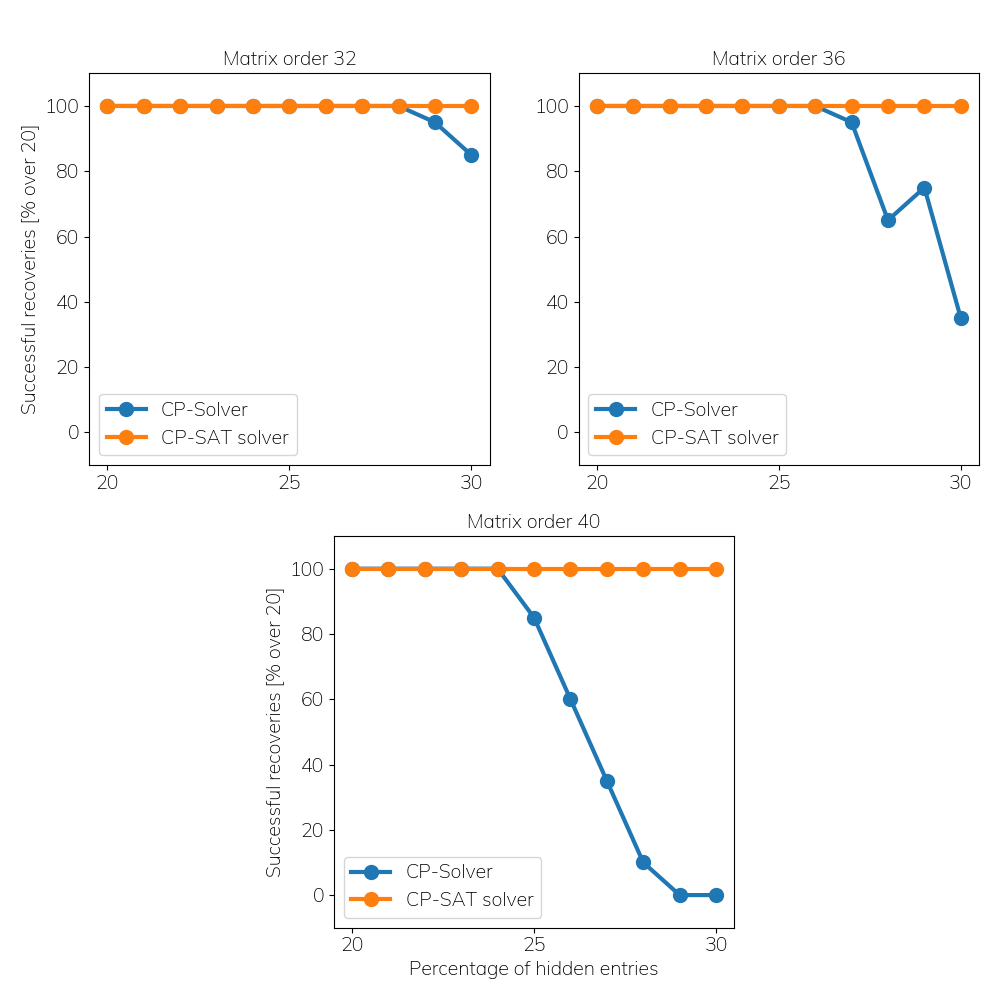 Matrix order 32
Successful recoveries [% over 20]
100
80
60
40
20
0
CP-Solver
CP-SAT solver
20 25 30
Matrix order 36
100
80
60
40
20
0
CP-Solver
CP-SAT solver
20 25 30
Matrix order 40
Successful recoveries [% over 20]
100
80
60
40
20
0
CP-Solver
CP-SAT solver
20 25 30
Percentage of hidden entries